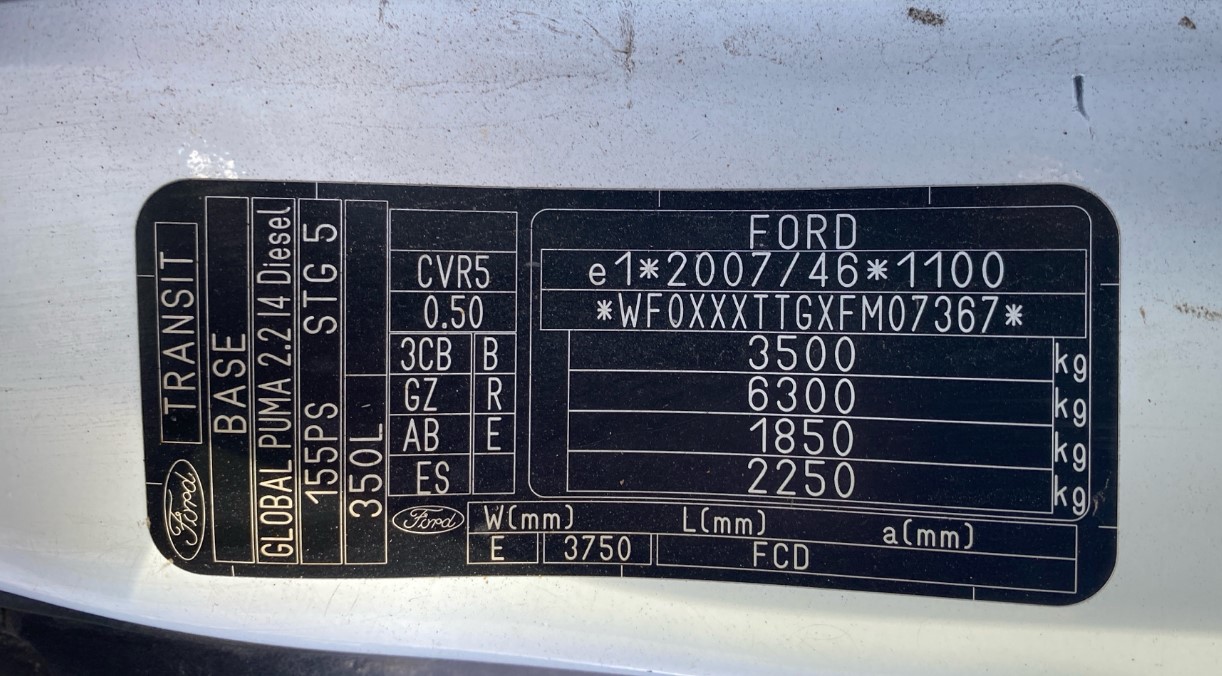 TRANSIT
Ford
BASE
GLOBAL PUMA 2.2 I4 Diesel
155PS STG 5
350L
CVR5
0.50
3CB B
GZ R
AB E
ES
Ford
FORD
e1*2007/46*1100
*WF0XXXTTGXFM07367*
3500 kg
6300 kg
1850 kg
2250 kg
W(mm) L(mm) a(mm)
E 3750 FCD